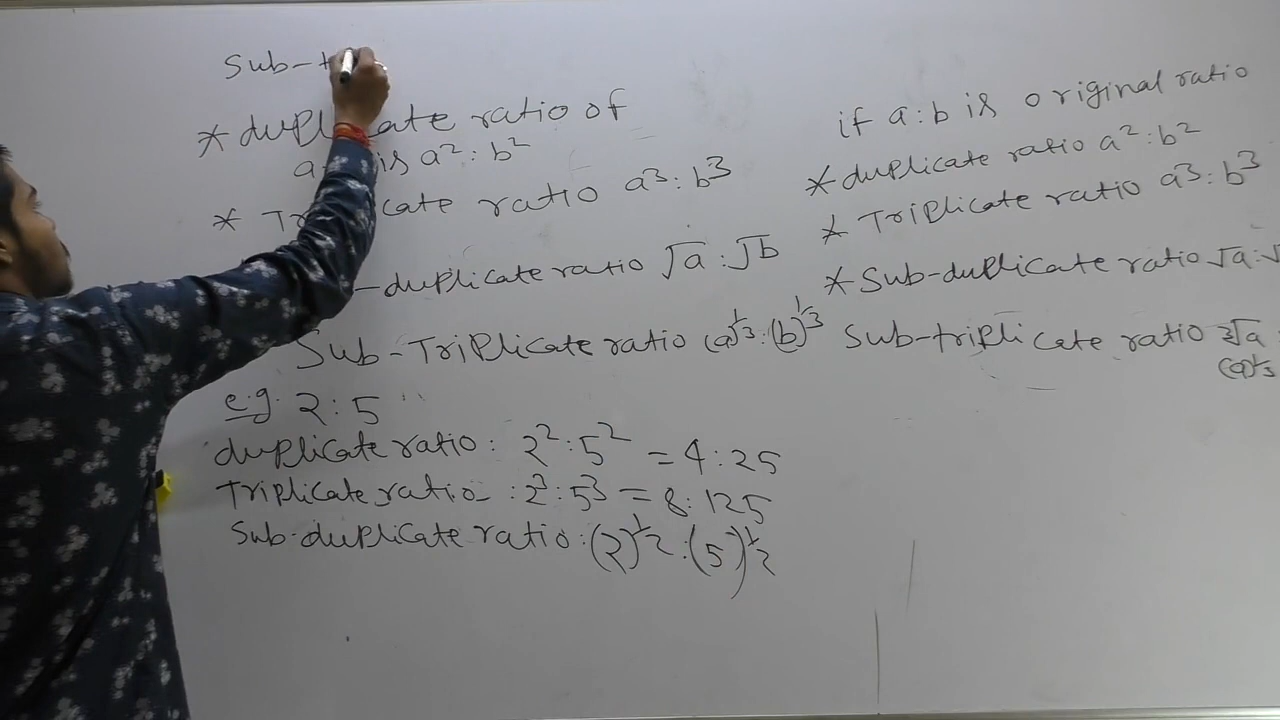 Sub-t
* duplicate ratio of
a is a²:b²
* Triplicate ratio a³:b³
-duplicate ratio √a:√b
Sub-Triplicate ratio (a)^1/3:(b)^1/3
e.g. 2:5
duplicate ratio: 2²:5² = 4:25
Triplicate ratio- :2³:5³ = 8:125
Sub-duplicate ratio:(2)^1/2:(5)^1/2
if a:b is original ratio
* duplicate ratio a²:b²
* Triplicate ratio a³:b³
* Sub-duplicate ratio √a:√
Sub-triplicate ratio ³√a:
(a)^1/3